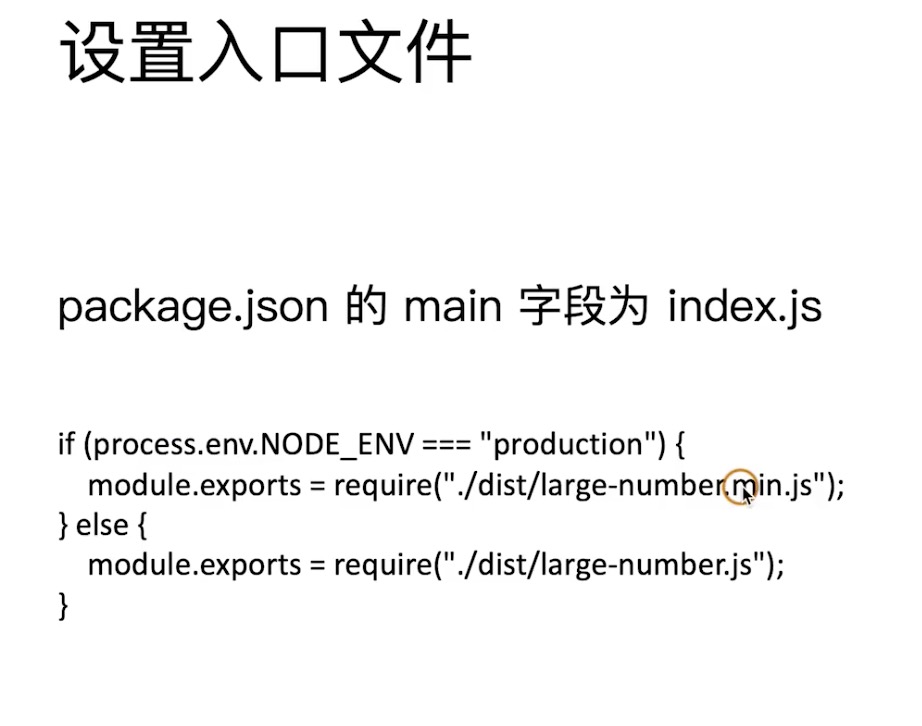 设置入口文件
package.json 的 main 字段为 index.js
if (process.env.NODE_ENV === "production") {
    module.exports = require("./dist/large-number.min.js");
} else {
    module.exports = require("./dist/large-number.js");
}